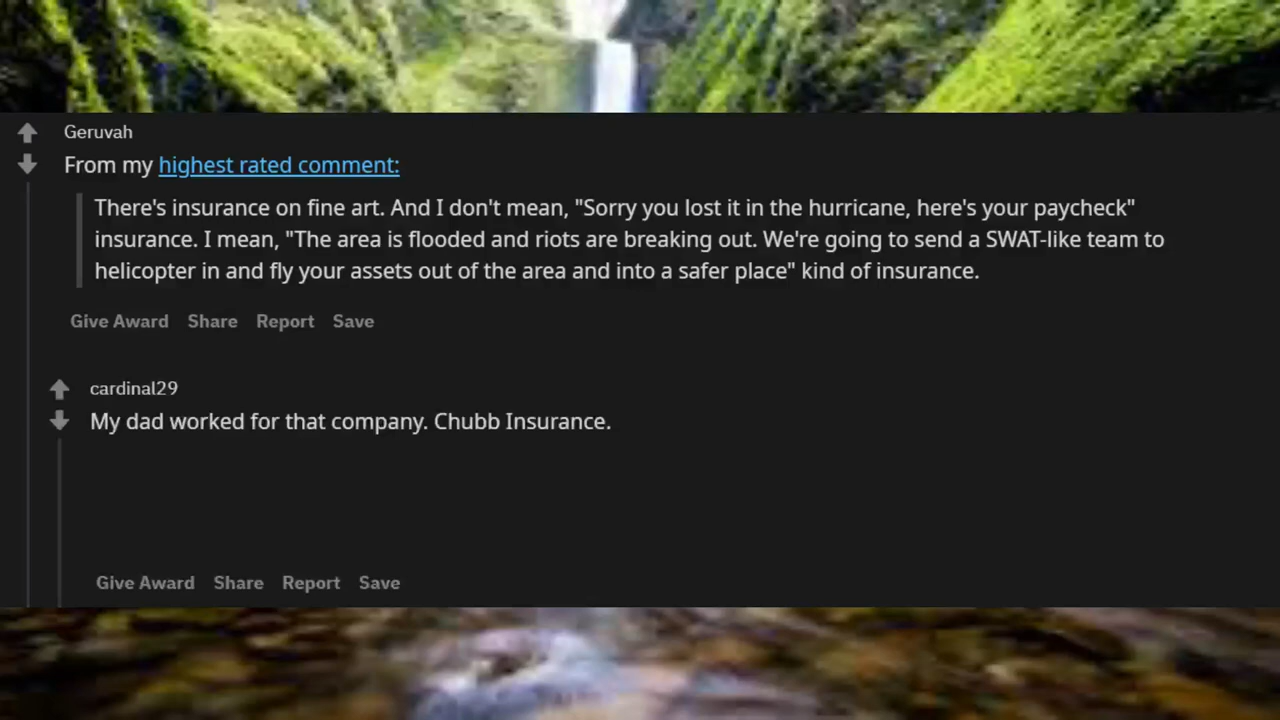 Geruvah
From my highest rated comment:
There's insurance on fine art. And I don't mean, "Sorry you lost it in the hurricane, here's your paycheck"
insurance. I mean, "The area is flooded and riots are breaking out. We're going to send a SWAT-like team to
helicopter in and fly your assets out of the area and into a safer place" kind of insurance.
Give Award Share Report Save
cardinal29
My dad worked for that company. Chubb Insurance.
Give Award Share Report Save